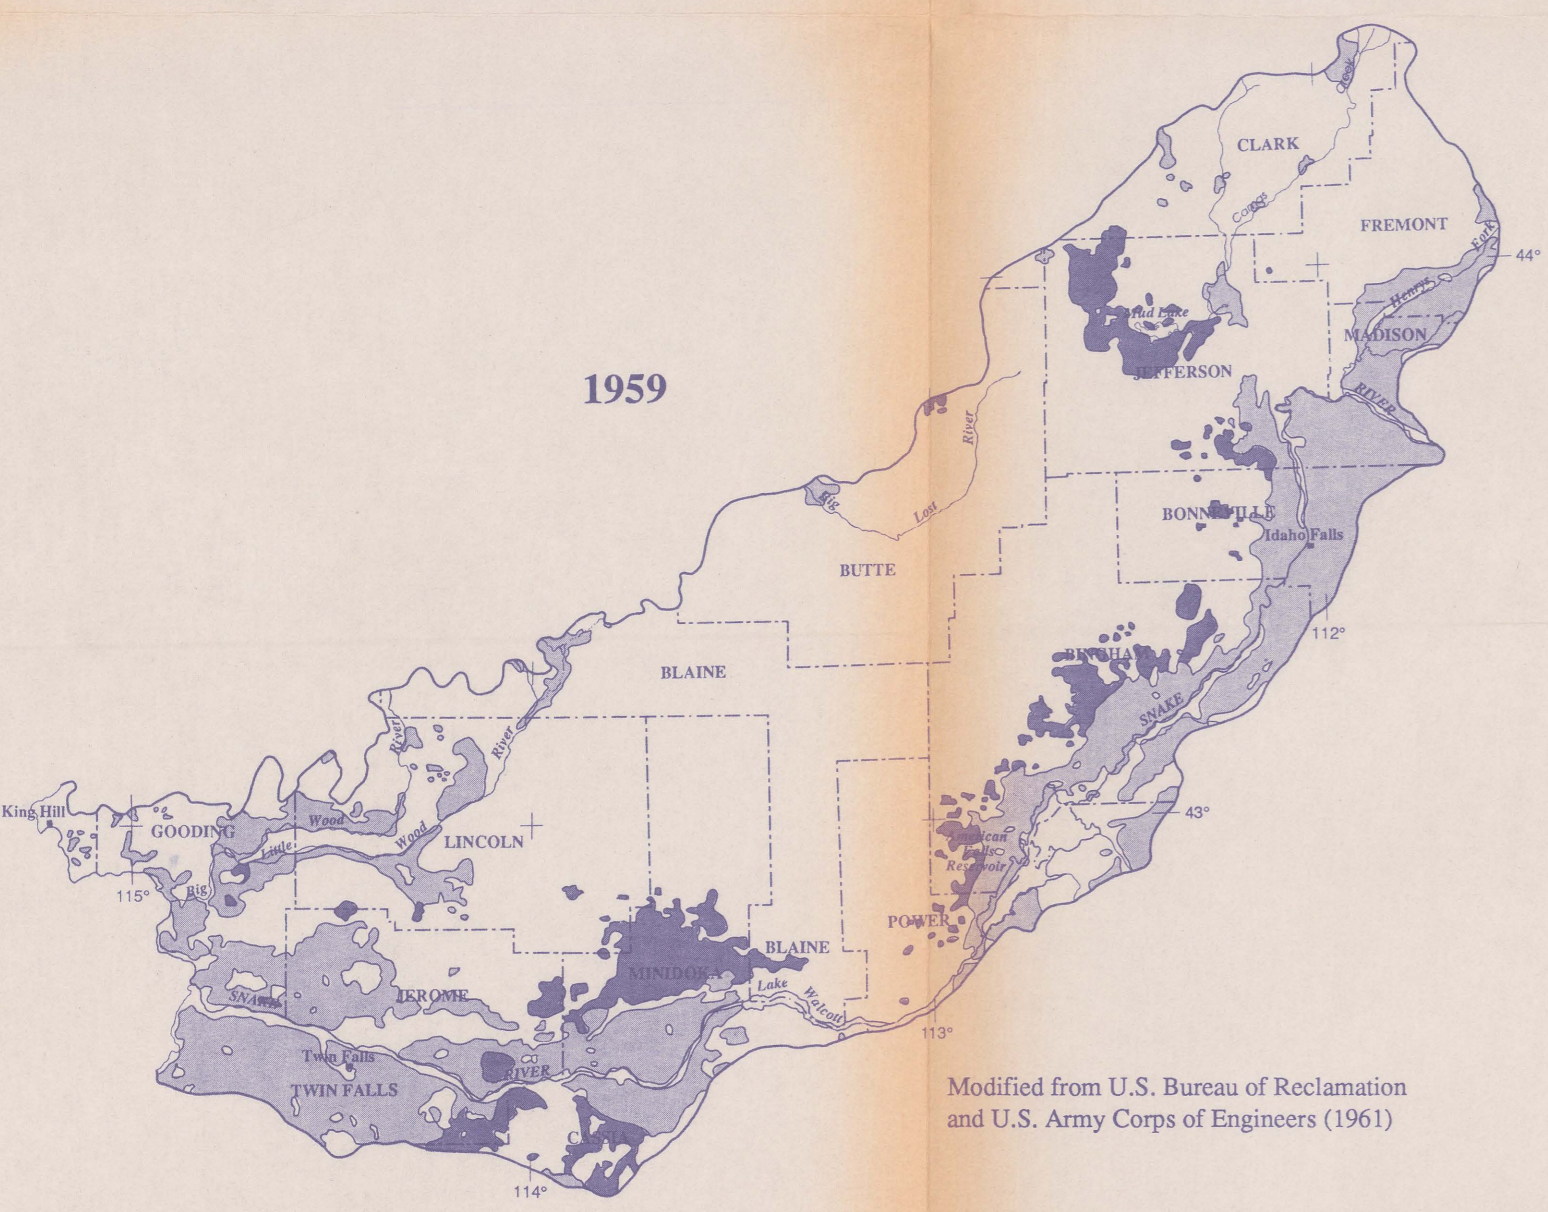 Creek
CLARK
Camas
FREMONT
Fork
44°
Henrys
Mud Lake
MADISON
JEFFERSON
1959
RIVER
River
Big
Lost
BONNEVILLE
Idaho Falls
BUTTE
112°
BINGHAM
BLAINE
SNAKE
River
River
King Hill
GOODING
Wood
Little
Wood
LINCOLN
43°
American
Falls
Reservoir
115°
Big
POWER
BLAINE
MINIDOKA
Lake
Walcott
SNAKE
JEROME
113°
Twin Falls
RIVER
TWIN FALLS
Modified from U.S. Bureau of Reclamation
and U.S. Army Corps of Engineers (1961)
CASSIA
114°